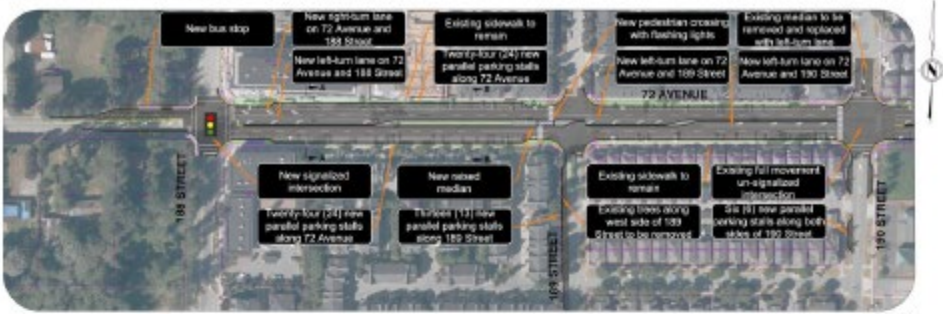 New bus stop
New right-turn lane
on 72 Avenue and
188 Street
Existing sidewalk to
remain
New pedestrian crossing
with flashing lights
Existing median to be
removed and replaced
with left-turn lane
New left-turn lane on 72
Avenue and 188 Street
Twenty-four (24) new
parallel parking stalls
along 72 Avenue
New left-turn lane on 72
Avenue and 189 Street
New left-turn lane on 72
Avenue and 190 Street
72 AVENUE
A
B
A
B
188 STREET
New signalized
intersection
New raised
median
Existing sidewalk to
remain
Existing full movement
un-signalized
intersection
Twenty-four (24) new
parallel parking stalls
along 72 Avenue
Thirteen (13) new
parallel parking stalls
along 189 Street
Existing trees along
west side of 189
Street to be removed
Six (6) new parallel
parking stalls along both
sides of 190 Street
189 STREET
190 STREET